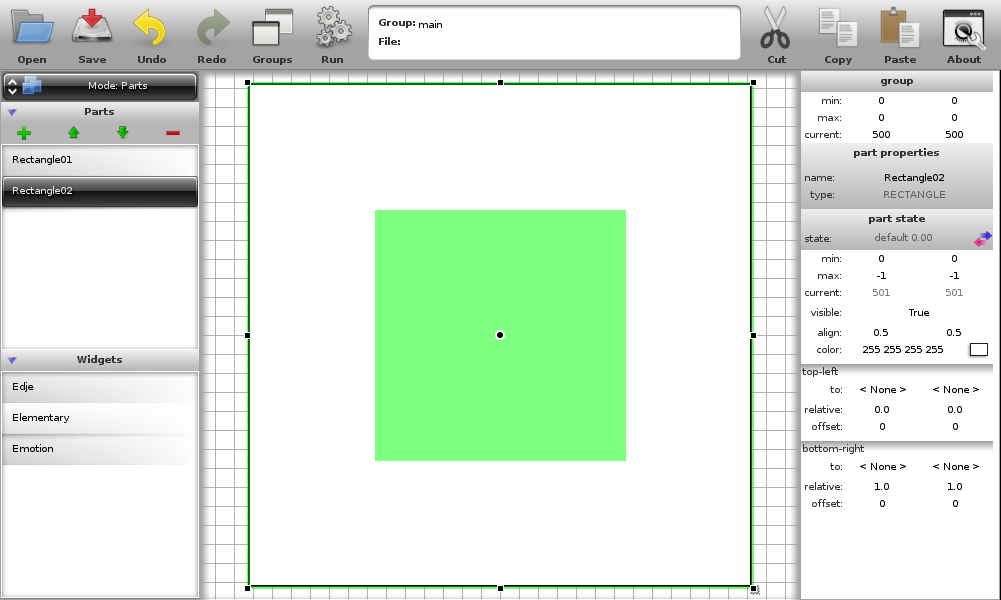 Open Save Undo Redo Groups Run
Group: main
File:
Cut Copy Paste About
Mode: Parts
Parts
Rectangle01
Rectangle02
Widgets
Edje
Elementary
Emotion
group
min: 0 0
max: 0 0
current: 500 500
part properties
name: Rectangle02
type: RECTANGLE
part state
state: default 0.00
min: 0 0
max: -1 -1
current: 501 501
visible: True
align: 0.5 0.5
color: 255 255 255 255
top-left
to: < None > < None >
relative: 0.0 0.0
offset: 0 0
bottom-right
to: < None > < None >
relative: 1.0 1.0
offset: 0 0